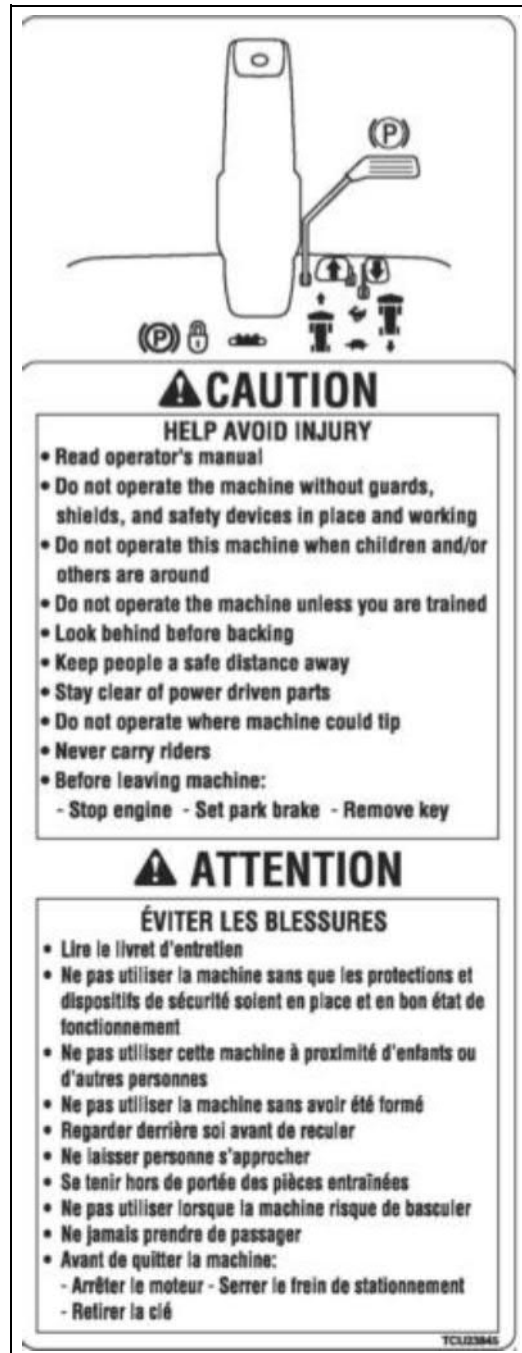 (P)
(P)
CAUTION
HELP AVOID INJURY
• Read operator's manual
• Do not operate the machine without guards,
shields, and safety devices in place and working
• Do not operate this machine when children and/or
others are around
• Do not operate the machine unless you are trained
• Look behind before backing
• Keep people a safe distance away
• Stay clear of power driven parts
• Do not operate where machine could tip
• Never carry riders
• Before leaving machine:
- Stop engine - Set park brake - Remove key
ATTENTION
ÉVITER LES BLESSURES
• Lire le livret d'entretien
• Ne pas utiliser la machine sans que les protections et
dispositifs de sécurité soient en place et en bon état de
fonctionnement
• Ne pas utiliser cette machine à proximité d'enfants ou
d'autres personnes
• Ne pas utiliser la machine sans avoir été formé
• Regarder derrière soi avant de reculer
• Ne laisser personne s'approcher
• Se tenir hors de portée des pièces entraînées
• Ne pas utiliser lorsque la machine risque de basculer
• Ne jamais prendre de passager
• Avant de quitter la machine:
- Arrêter le moteur - Serrer le frein de stationnement
- Retirer la clé
TCU23845